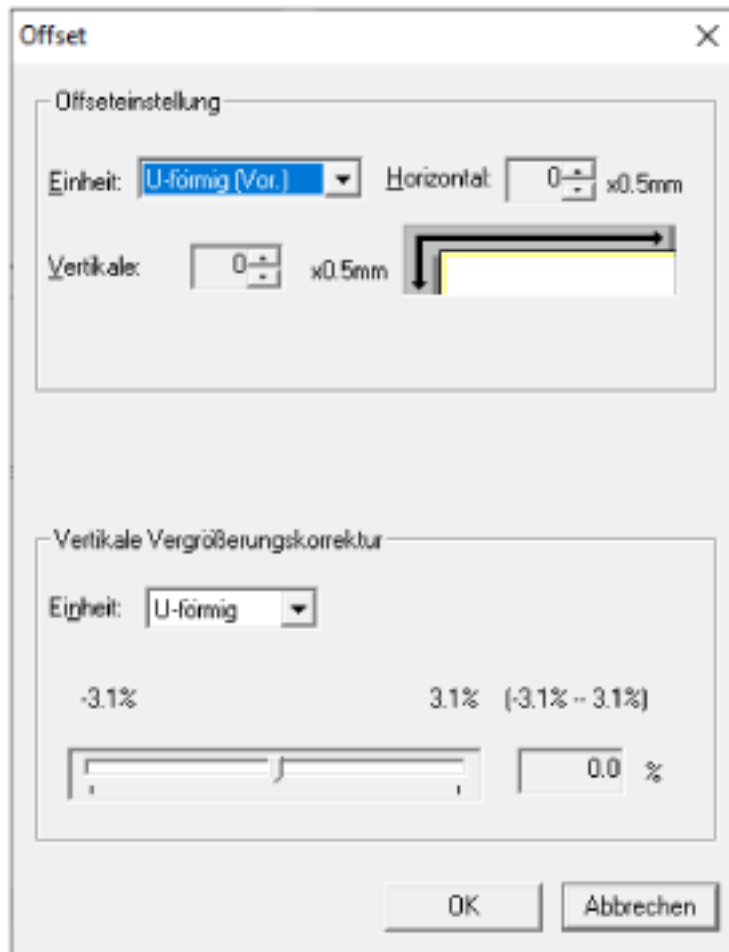 Offset
Offseteinstellung
Einheit: U-förmig (Vor.) Horizontal: 0 x0.5mm
Vertikale: 0 x0.5mm
Vertikale Vergrößerungskorrektur
Einheit: U-förmig
-3.1% 3.1% (-3.1% -- 3.1%)
0.0 %
OK Abbrechen